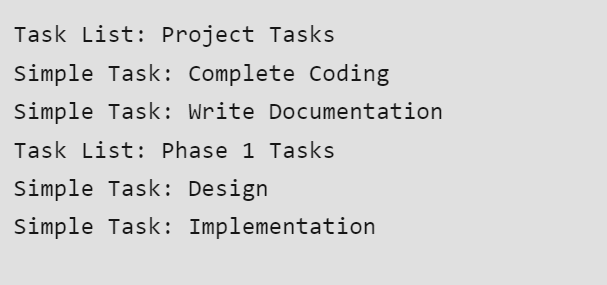 Task List: Project Tasks
Simple Task: Complete Coding
Simple Task: Write Documentation
Task List: Phase 1 Tasks
Simple Task: Design
Simple Task: Implementation